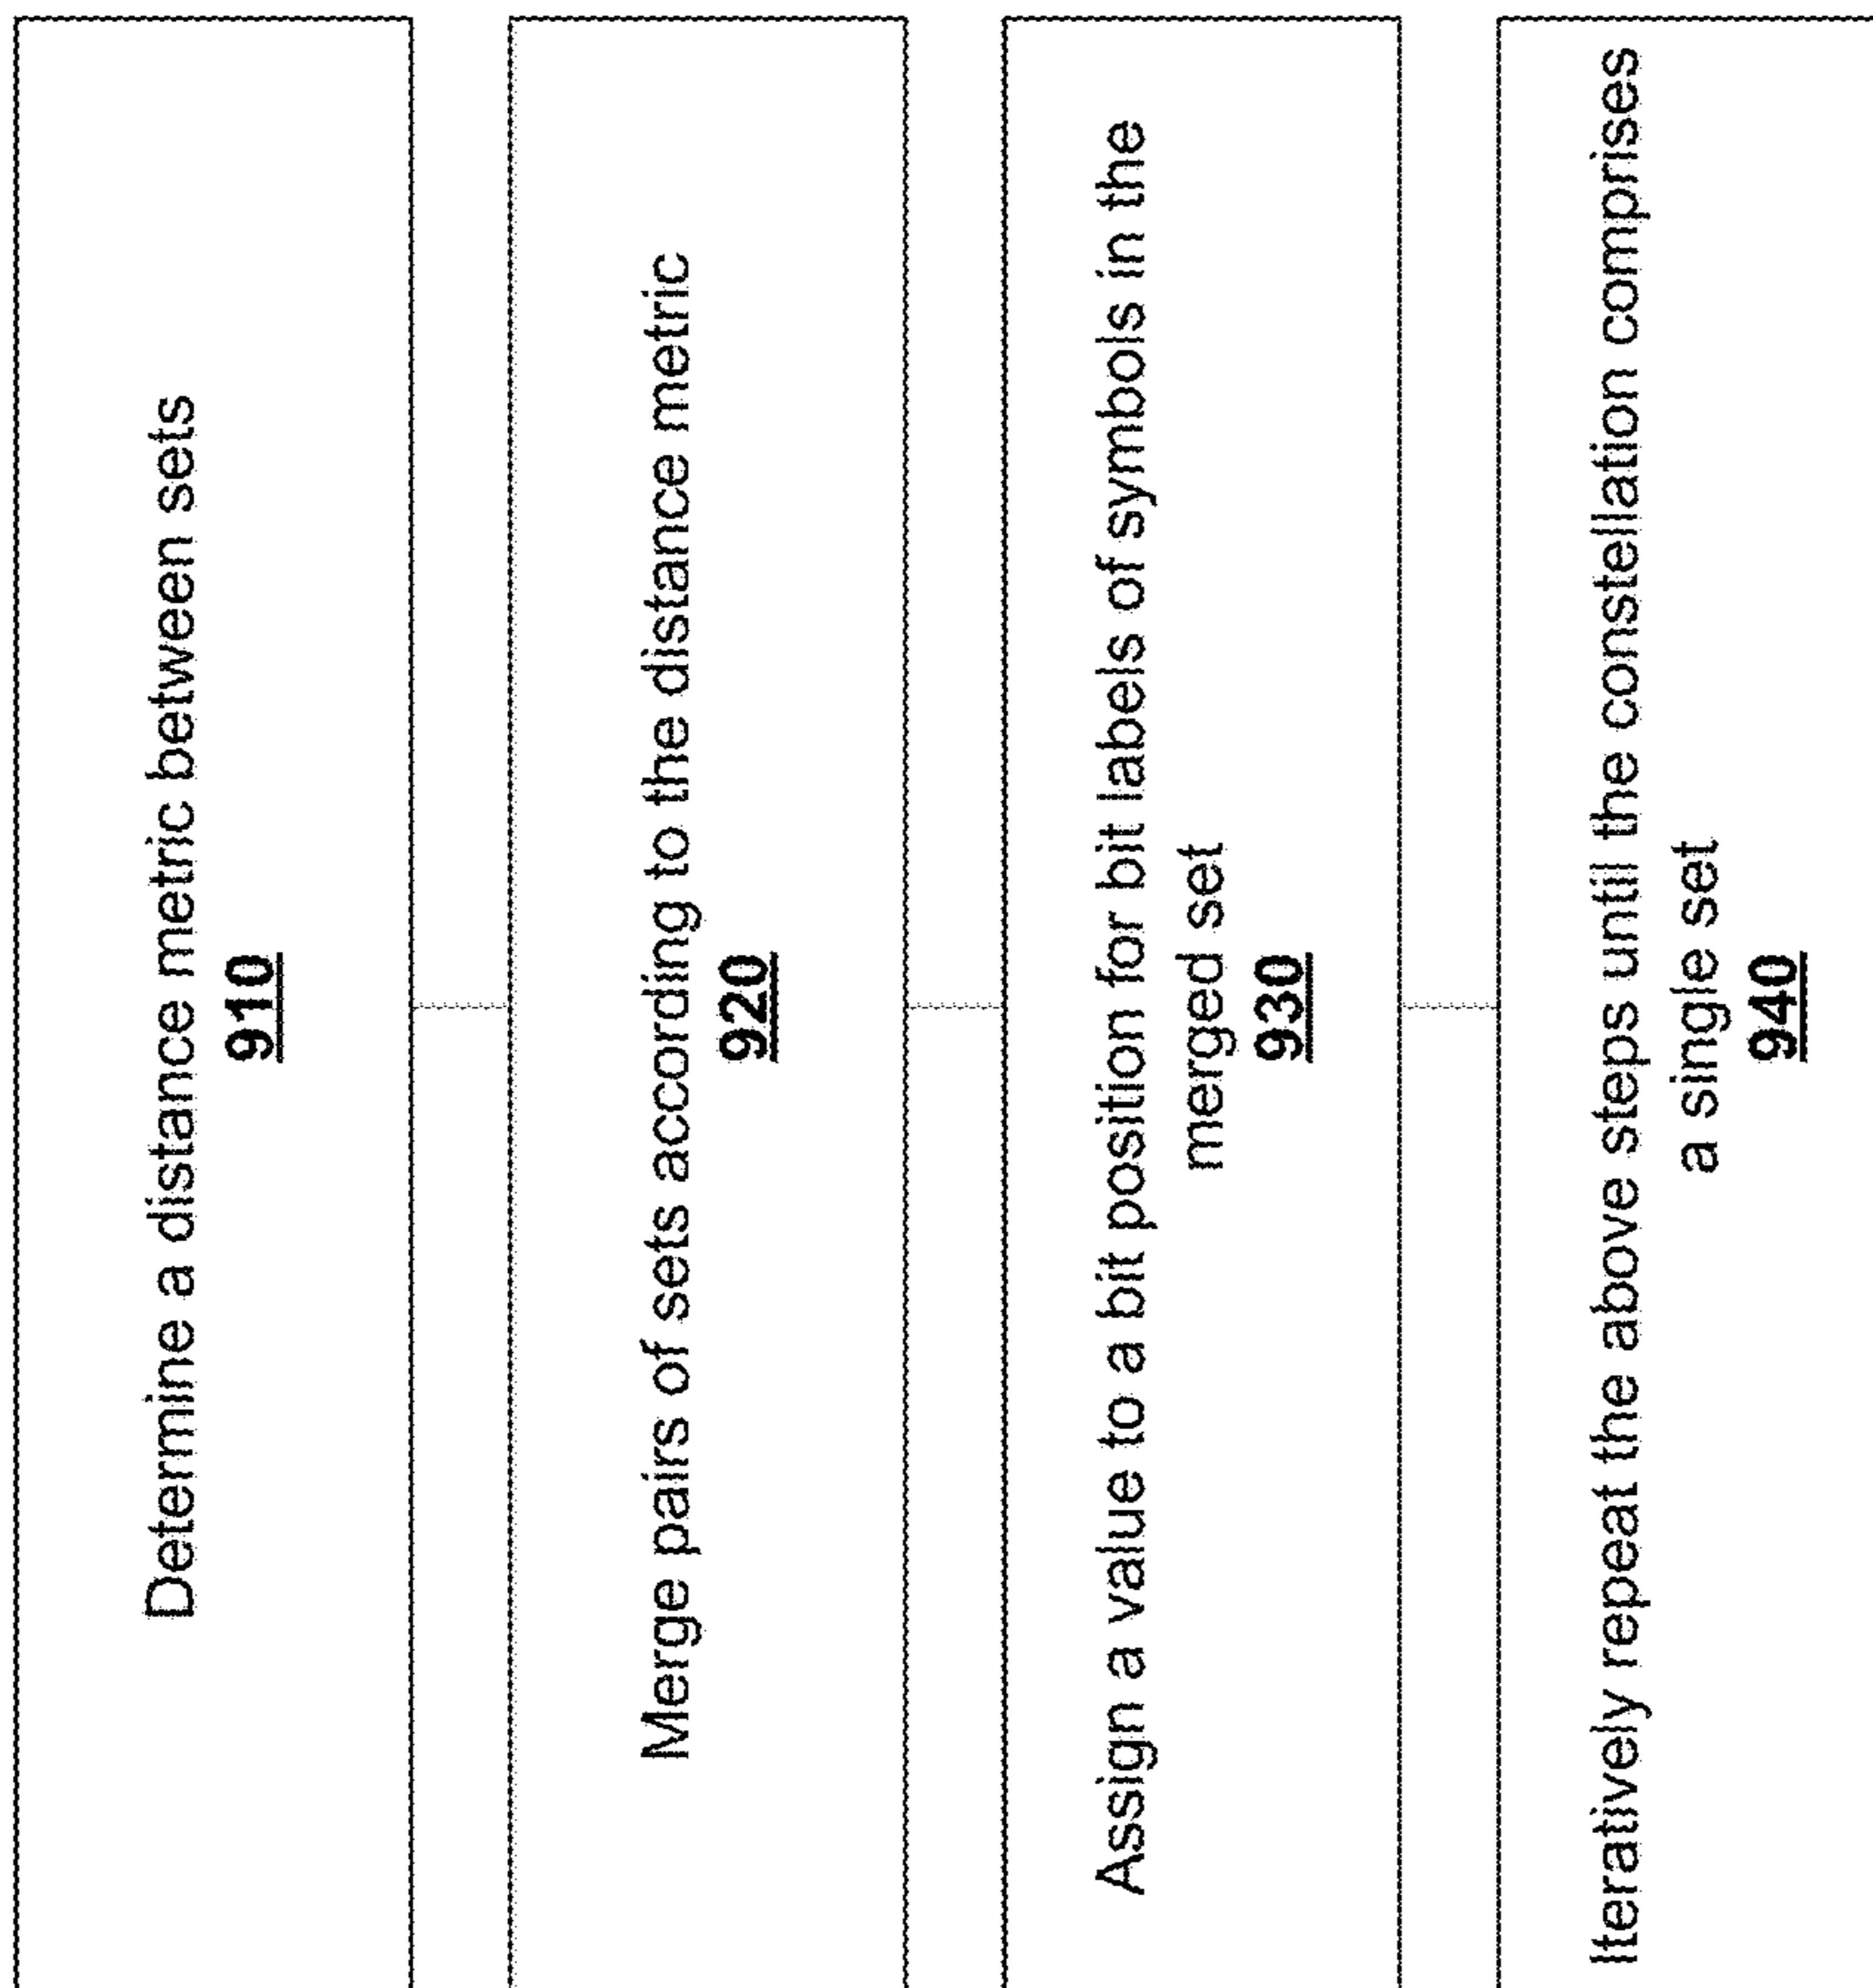 Determine a distance metric between sets
910
Merge pairs of sets according to the distance metric
920
Assign a value to a bit position for bit labels of symbols in the
merged set
930
Iteratively repeat the above steps until the constellation comprises
a single set
940